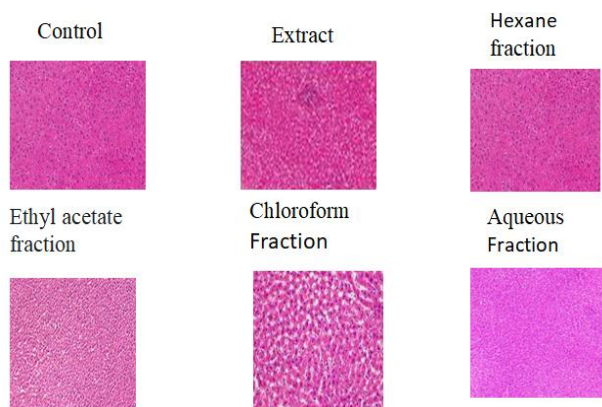 Control
Extract
Hexane
fraction
Ethyl acetate
fraction
Chloroform
Fraction
Aqueous
Fraction